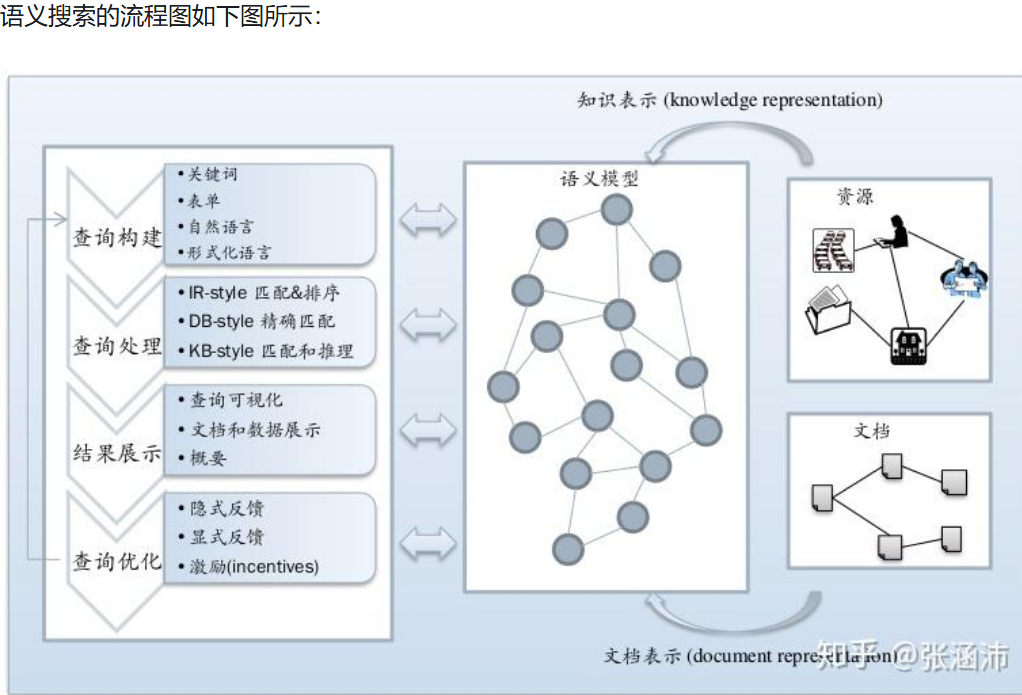 语义搜索的流程图如下图所示：
知识表示 (knowledge representation)
查询构建
•关键词
•表单
•自然语言
•形式化语言
查询处理
•IR-style 匹配&排序
•DB-style 精确匹配
•KB-style 匹配和推理
结果展示
•查询可视化
•文档和数据展示
•概要
查询优化
•隐式反馈
•显式反馈
•激励(incentives)
语义模型
资源
文档
文档表示 (document representation)
知乎 @张涵沛